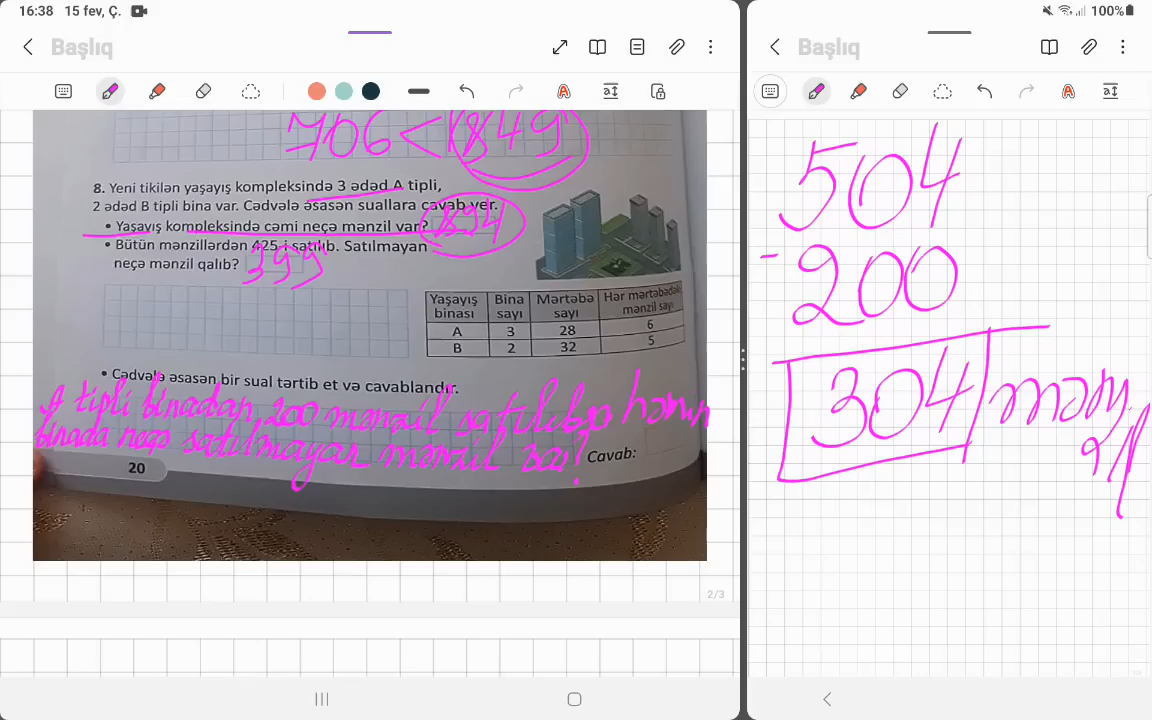 16:38 15 fev, Ç.
100%
Başlıq
Başlıq
706 < 849
8. Yeni tikilən yaşayış kompleksində 3 ədəd A tipli,
2 ədəd B tipli bina var. Cədvələ əsasən suallara cavab ver.
• Yaşayış kompleksində cəmi neçə mənzil var? 894
• Bütün mənzillərdən 425-i satılıb. Satılmayan
neçə mənzil qalıb? 399
Yaşayış binası Bina sayı Mərtəbə sayı Hər mərtəbədəki mənzil sayı
A 3 28 6
B 2 32 5
• Cədvələ əsasən bir sual tərtib et və cavablandır.
A tipli binadan 200 mənzil satılıbsa həmin
binada neçə satılmayan mənzil var?
Cavab:
20
2/3
504
- 200
304